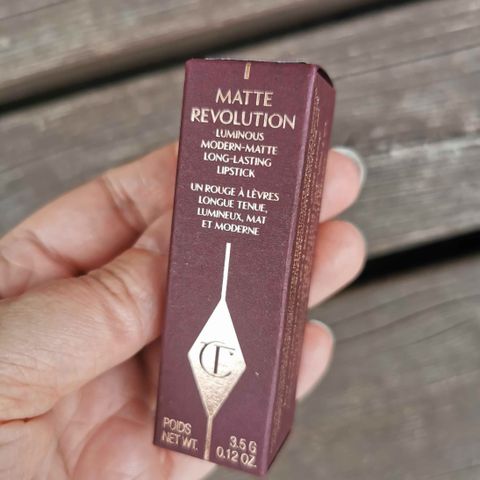 MATTE
REVOLUTION
LUMINOUS
MODERN-MATTE
LONG-LASTING
LIPSTICK
UN ROUGE À LÈVRES
LONGUE TENUE,
LUMINEUX, MAT
ET MODERNE
CT
POIDS
NET WT.
3.5 G
0.12 OZ.